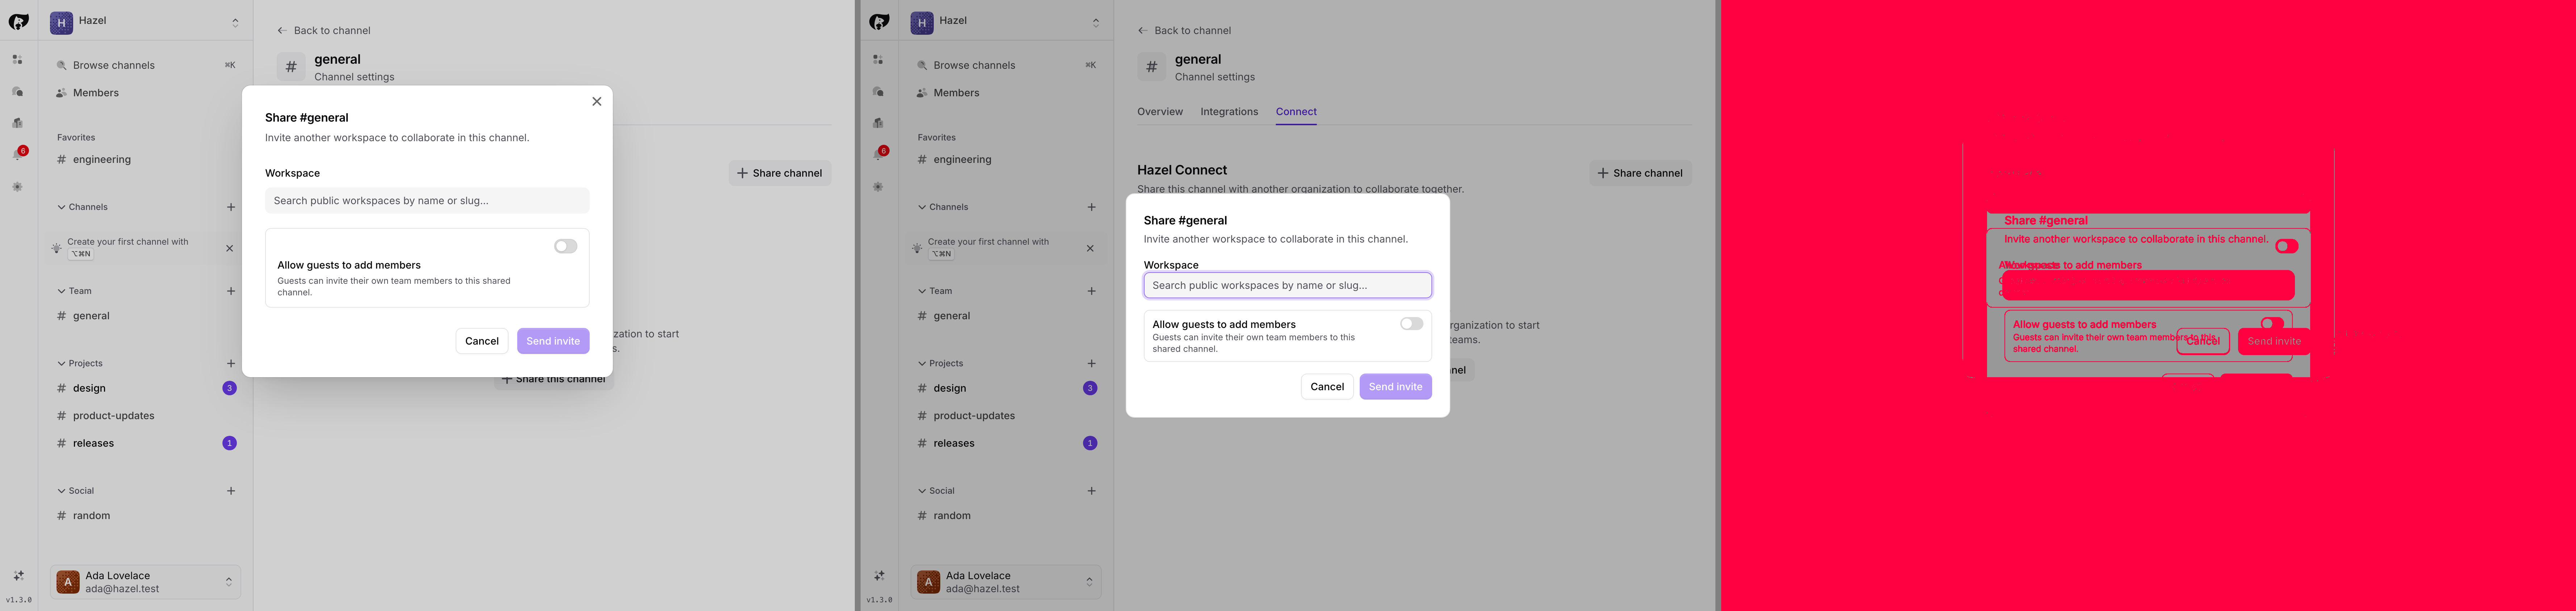 H Hazel
Back to channel
# general
Channel settings
Browse channels ⌘K
Members
Favorites
# engineering
6
Channels
Create your first channel with
⌥⌘N
Team
# general
Projects
# design 3
# product-updates
# releases 1
Social
# random
A Ada Lovelace
ada@hazel.test
v1.3.0
Share channel
Share #general
Invite another workspace to collaborate in this channel.
Workspace
Search public workspaces by name or slug...
Allow guests to add members
Guests can invite their own team members to this shared
channel.
Cancel Send invite
zation to start
s.
Share this channel
H Hazel
Back to channel
# general
Channel settings
Browse channels ⌘K
Members
Overview Integrations Connect
Favorites
# engineering
6
Hazel Connect
Share this channel with another organization to collaborate together.
Share channel
Channels
Create your first channel with
⌥⌘N
Team
# general
Projects
# design 3
# product-updates
# releases 1
Social
# random
A Ada Lovelace
ada@hazel.test
v1.3.0
Share #general
Invite another workspace to collaborate in this channel.
Workspace
Search public workspaces by name or slug...
Allow guests to add members
Guests can invite their own team members to this
shared channel.
Cancel Send invite
rganization to start
teams.
nel
Share #general
Invite another workspace to collaborate in this channel.
to add members
Allow guests to add members
Guests can invite their own team members to this
shared channel.
Cancel Send invite